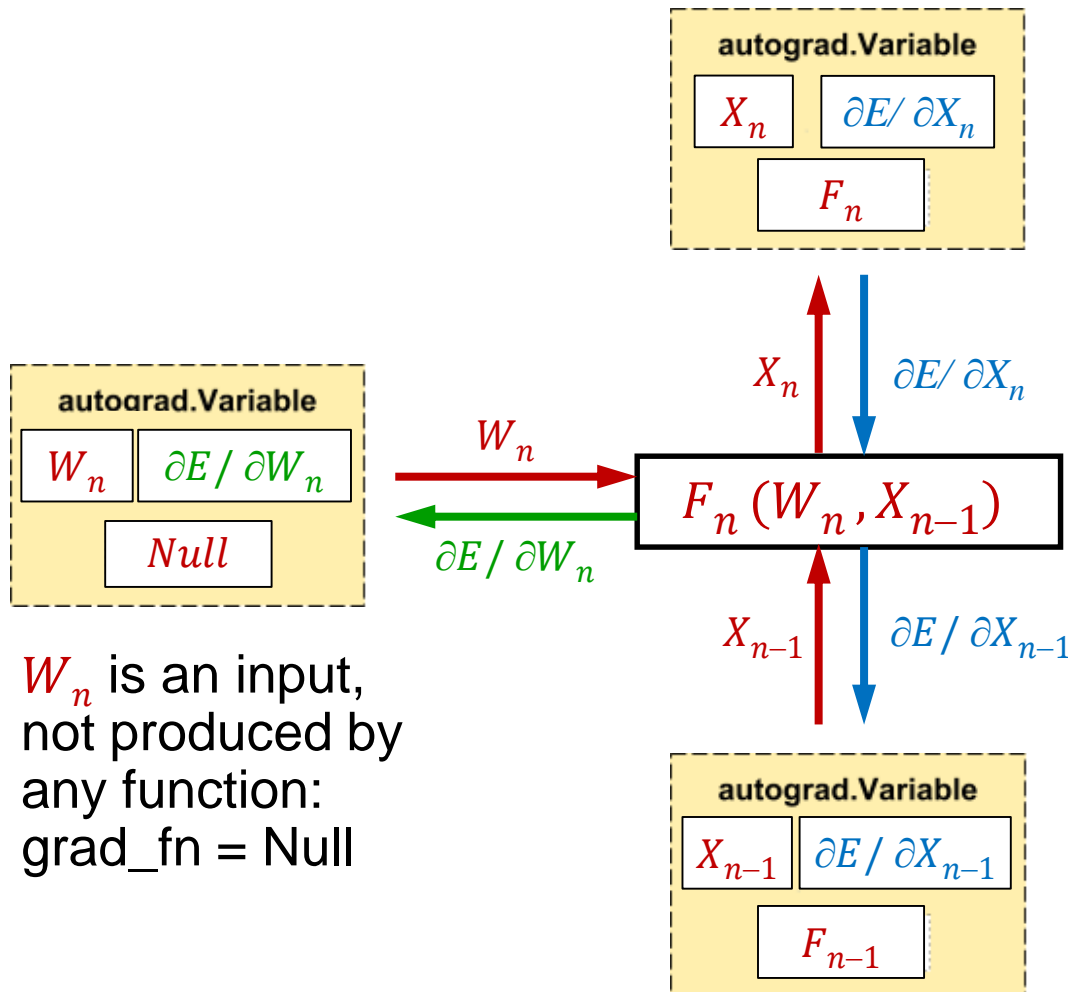 autograd.Variable
Xₙ ∂E/ ∂Xₙ
Fₙ
Xₙ ∂E/ ∂Xₙ
autograd.Variable
Wₙ ∂E/ ∂Wₙ
Null
Wₙ
∂E/ ∂Wₙ
Fₙ(Wₙ, Xₙ₋₁)
Xₙ₋₁ ∂E/ ∂Xₙ₋₁
Wₙ is an input,
not produced by
any function:
grad_fn = Null
autograd.Variable
Xₙ₋₁ ∂E/ ∂Xₙ₋₁
Fₙ₋₁